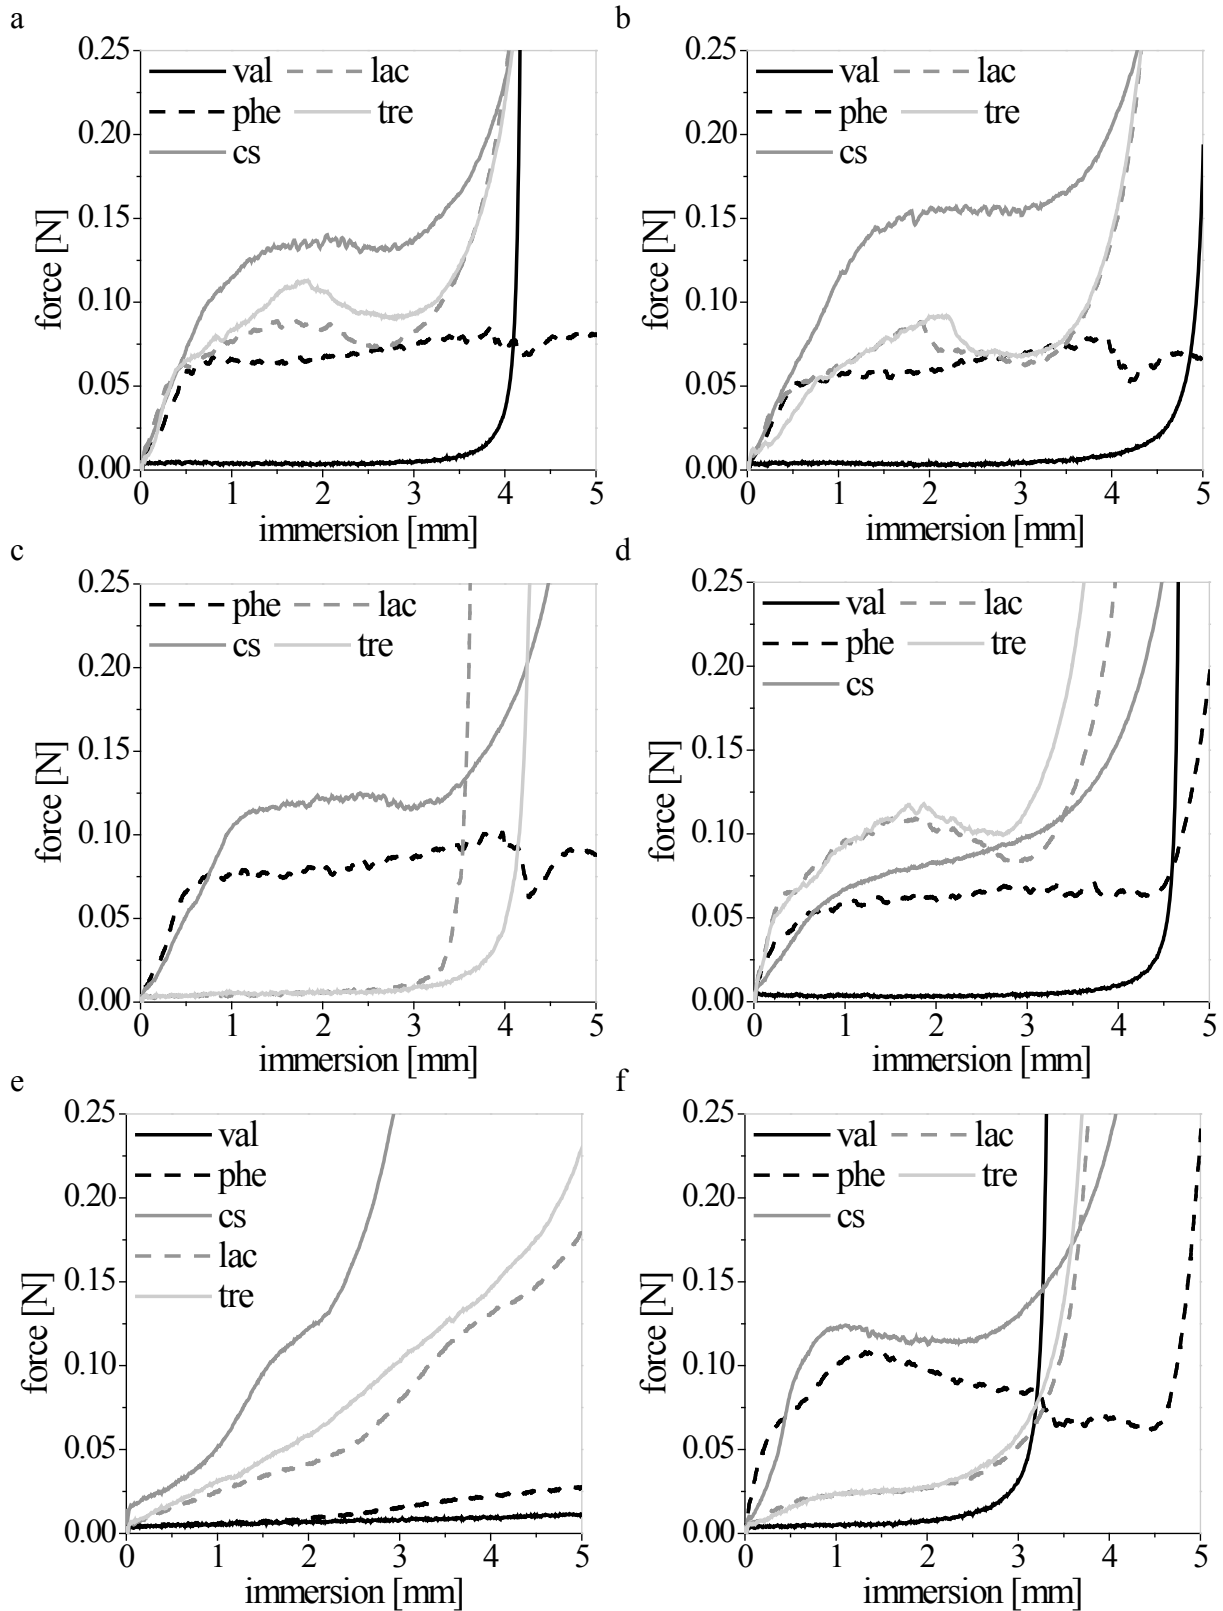 a
0.25
val lac
phe tre
0.20
cs
0.15
0.10
0.05
0.00
0 1 2 3 4 5
force [N]
immersion [mm]
b
0.25
val lac
phe tre
0.20
cs
0.15
0.10
0.05
0.00
0 1 2 3 4 5
force [N]
immersion [mm]
c
0.25
phe lac
cs tre
0.20
0.15
0.10
0.05
0.00
0 1 2 3 4 5
force [N]
immersion [mm]
d
0.25
val lac
phe tre
0.20
cs
0.15
0.10
0.05
0.00
0 1 2 3 4 5
force [N]
immersion [mm]
e
0.25
val
phe
0.20
cs
lac
0.15
tre
0.10
0.05
0.00
0 1 2 3 4 5
force [N]
immersion [mm]
f
0.25
val lac
phe tre
0.20
cs
0.15
0.10
0.05
0.00
0 1 2 3 4 5
force [N]
immersion [mm]